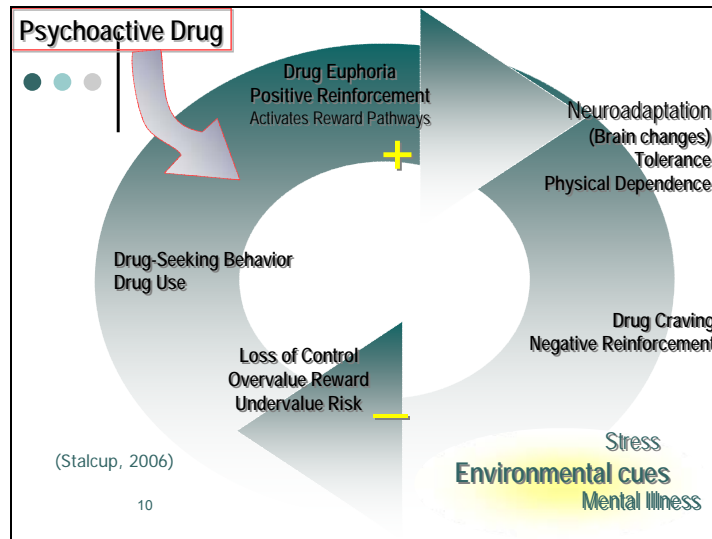 Psychoactive Drug
Drug Euphoria
Positive Reinforcement
Activates Reward Pathways
+
Neuroadaptation
(Brain changes)
Tolerance
Physical Dependence
Drug-Seeking Behavior
Drug Use
Drug Craving
Negative Reinforcement
Loss of Control
Overvalue Reward
Undervalue Risk
—
Stress
Environmental cues
Mental Illness
(Stalcup, 2006)
10